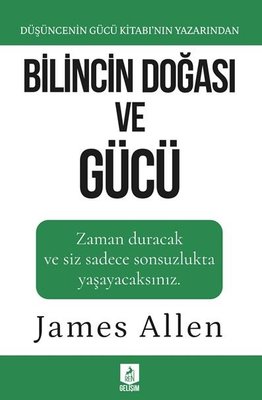 DÜŞÜNCENİN GÜCÜ KİTABI'NIN YAZARINDAN
BİLİNCİN DOĞASI
VE
GÜCÜ
Zaman duracak
ve siz sadece sonsuzlukta
yaşayacaksınız.
James Allen
REN
GELİŞİM